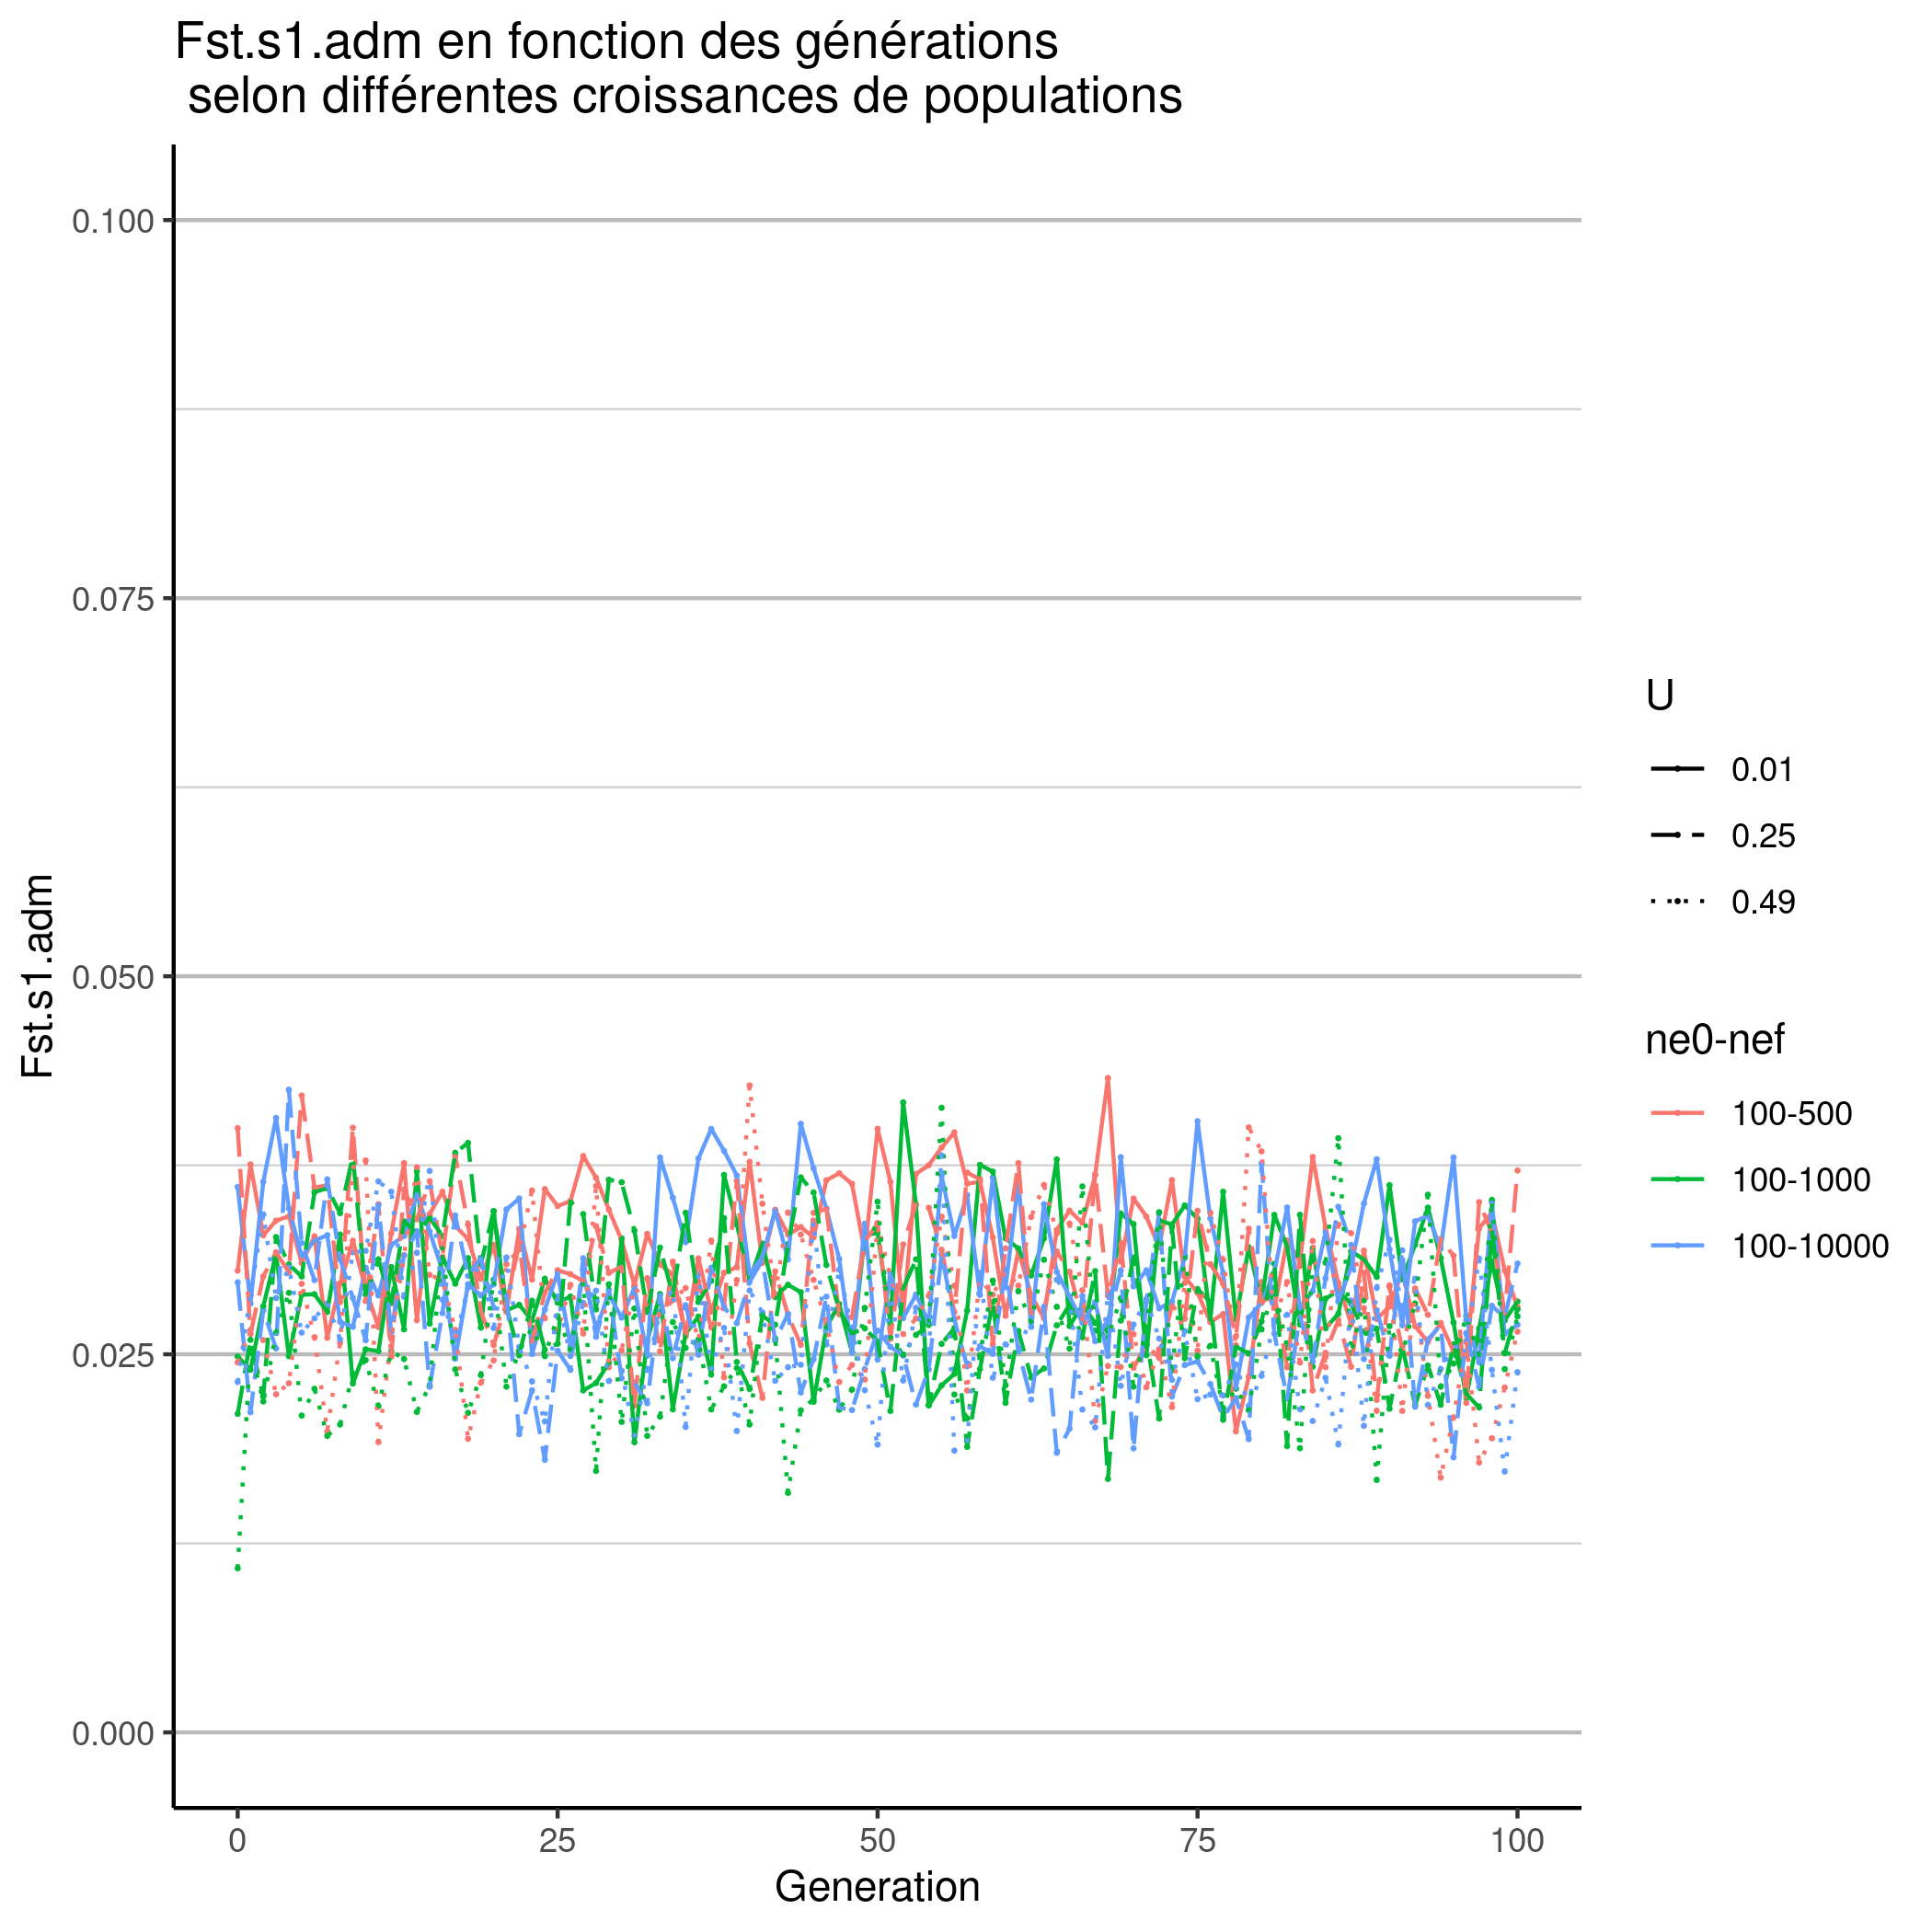 Fst.s1.adm en fonction des générations
selon différentes croissances de populations
0.100
0.075
0.050
0.025
0.000
Fst.s1.adm
0
25
50
75
100
Generation
U
0.01
0.25
0.49
ne0-nef
100-500
100-1000
100-10000